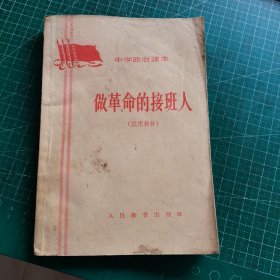 中学政治课本
做革命的接班人
（試用教材）
人民教育出版社